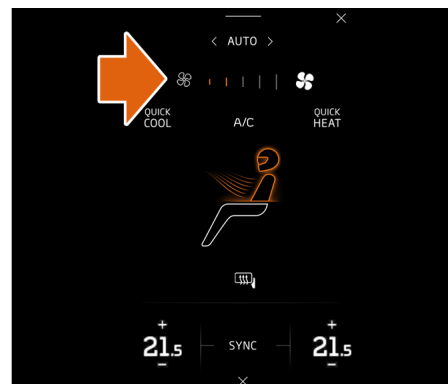 < AUTO >
QUICK
COOL
A/C
QUICK
HEAT
+
21.5
–
SYNC
+
21.5
–